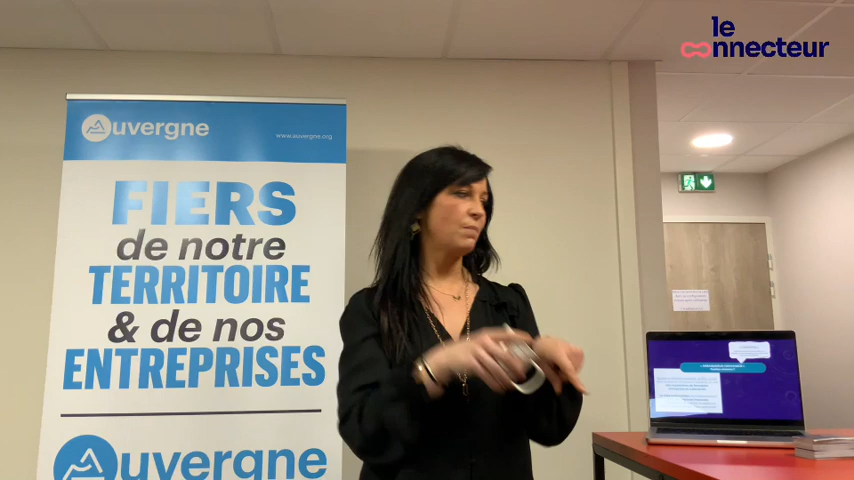 le
connecteur
Auvergne
www.auvergne.org
FIERS
de notre
TERRITOIRE
& de nos
ENTREPRISES
Auvergne